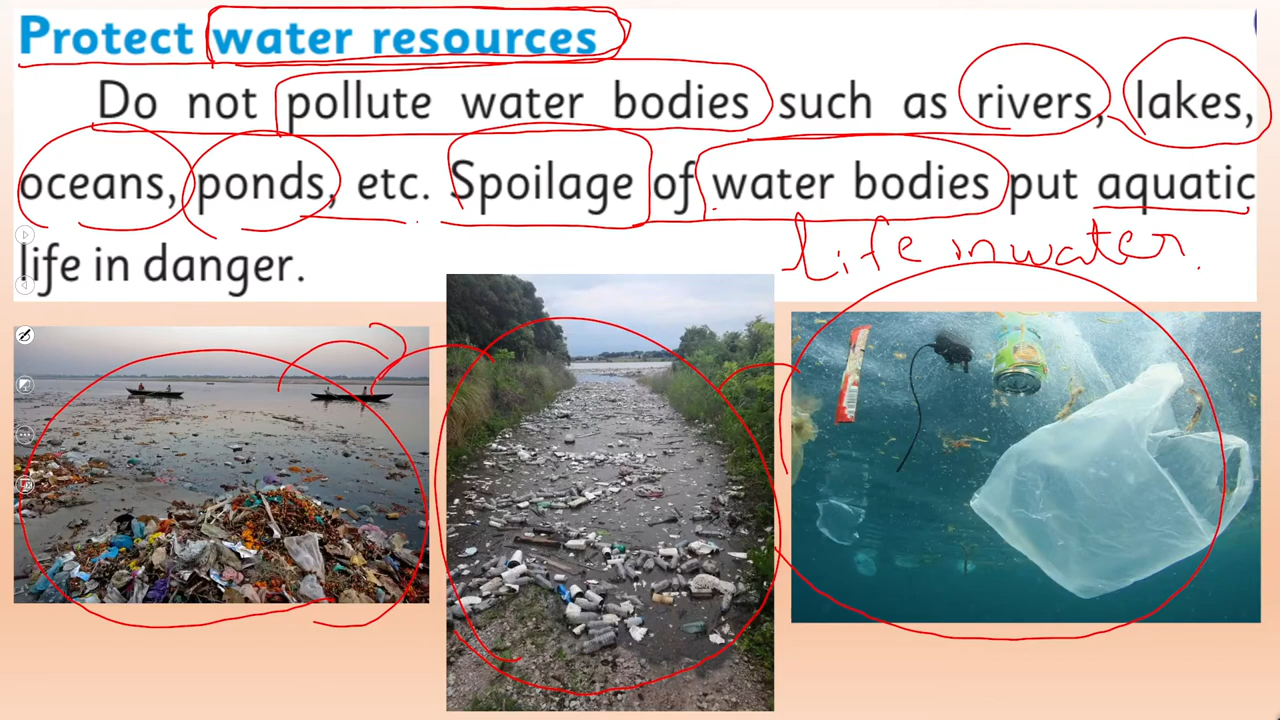 Protect water resources
Do not pollute water bodies such as rivers, lakes,
oceans, ponds, etc. Spoilage of water bodies put aquatic
life in danger.
life in water.